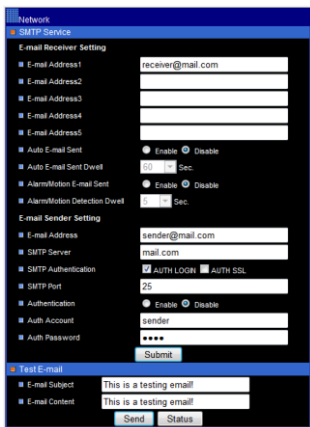 Network
SMTP Service
E-mail Receiver Setting
E-mail Address1 receiver@mail.com
E-mail Address2
E-mail Address3
E-mail Address4
E-mail Address5
Auto E-mail Sent Enable Disable
Auto E-mail Sent Dwell 60 Sec.
Alarm/Motion E-mail Sent Enable Disable
Alarm/Motion Detection Dwell 5 Sec.
E-mail Sender Setting
E-mail Address sender@mail.com
SMTP Server mail.com
SMTP Authentication AUTH LOGIN AUTH SSL
SMTP Port 25
Authentication Enable Disable
Auth Account sender
Auth Password ••••
Submit
Test E-mail
E-mail Subject This is a testing email!
E-mail Content This is a testing email!
Send Status